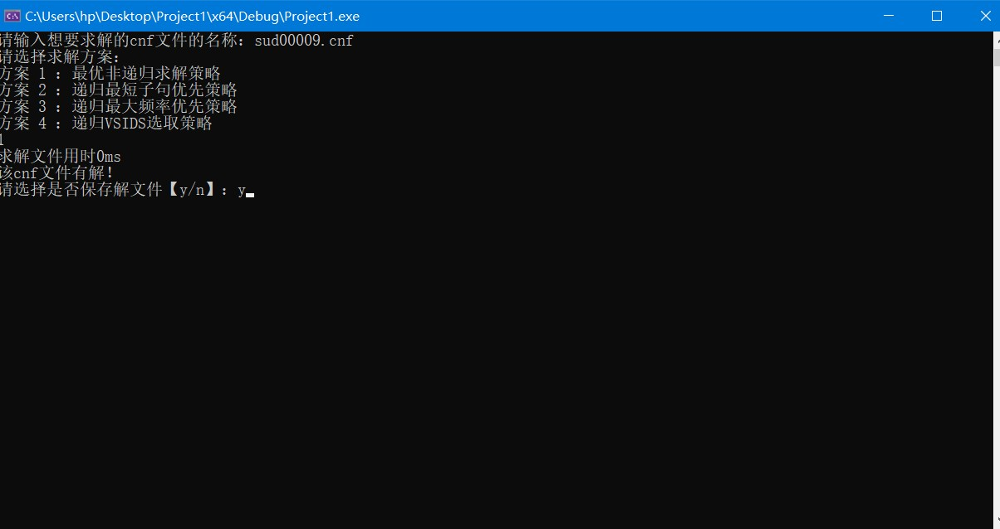 C:\Users\hp\Desktop\Project1\x64\Debug\Project1.exe
请输入想要求解的cnf文件的名称：sud00009.cnf
请选择求解方案：
方案 1 ：最优非递归求解策略
方案 2 ：递归最短子句优先策略
方案 3 ：递归最大频率优先策略
方案 4 ：递归VSIDS选取策略
1
求解文件用时0ms
该cnf文件有解！
请选择是否保存解文件【y/n】：y